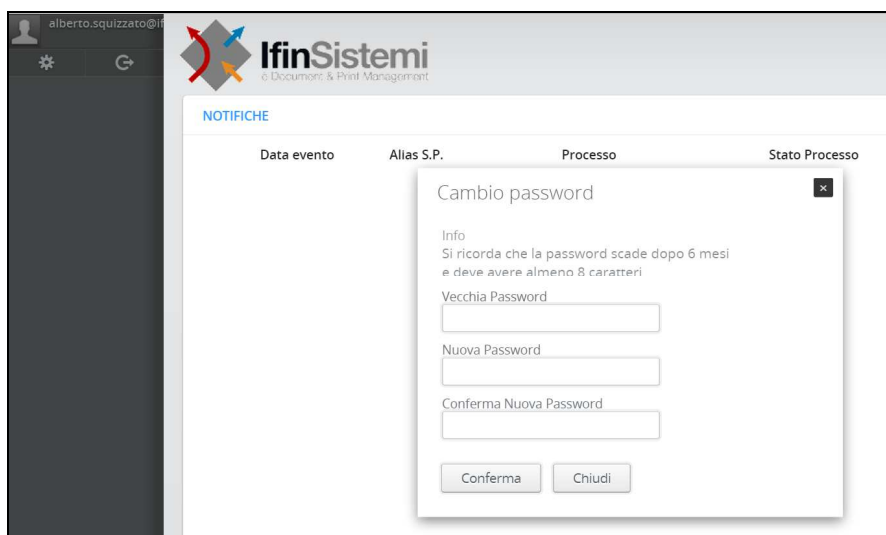 alberto.squizzato@if
IfinSistemi
e Document & Print Management
NOTIFICHE
Data evento Alias S.P. Processo Stato Processo
Cambio password
×
Info
Si ricorda che la password scade dopo 6 mesi
e deve avere almeno 8 caratteri
Vecchia Password
Nuova Password
Conferma Nuova Password
Conferma Chiudi